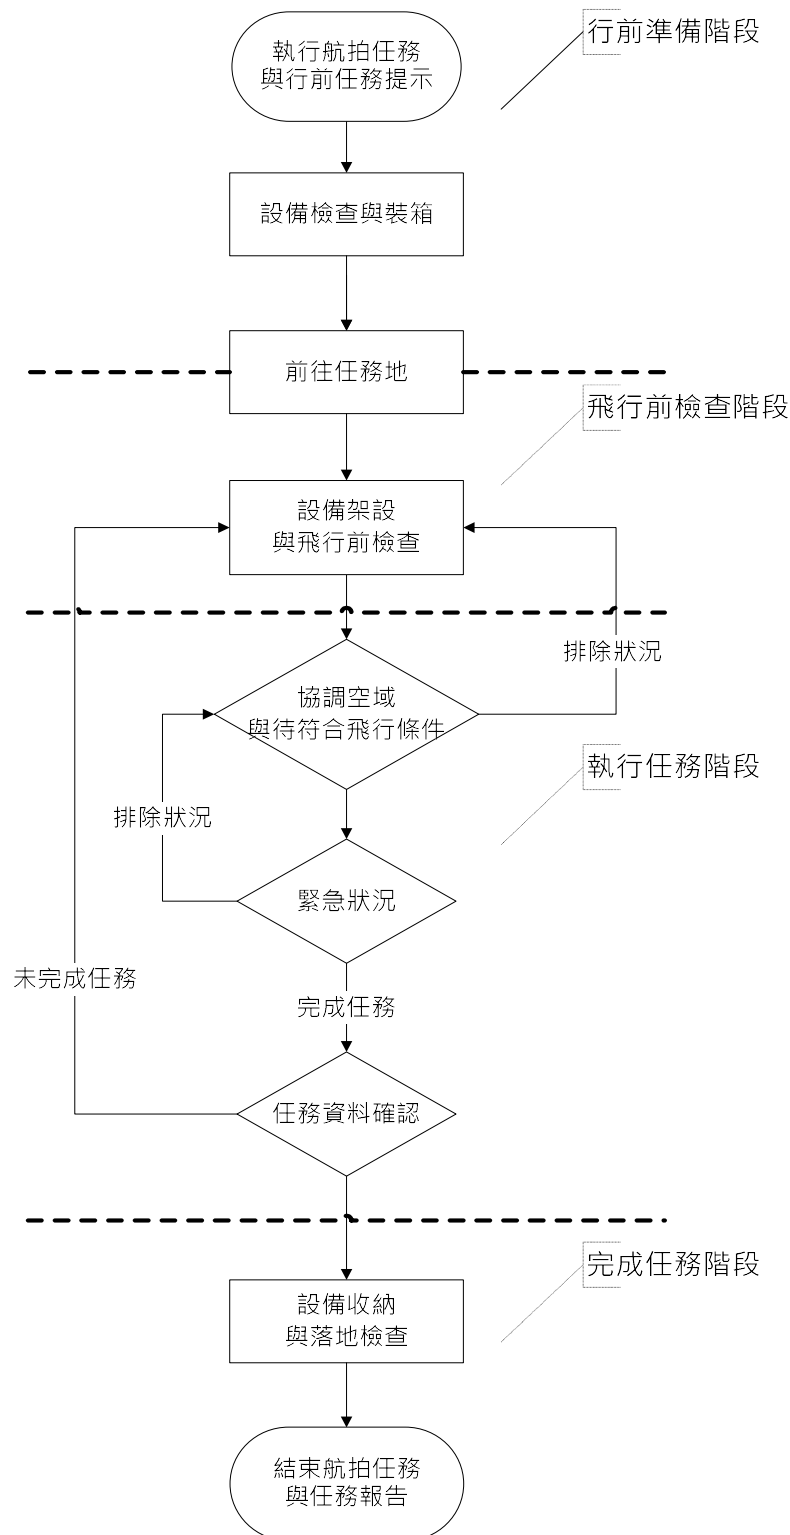 行前準備階段
執行航拍任務
與行前任務提示
設備檢查與裝箱
前往任務地
飛行前檢查階段
設備架設
與飛行前檢查
排除狀況
協調空域
與待符合飛行條件
執行任務階段
排除狀況
緊急狀況
未完成任務
完成任務
任務資料確認
完成任務階段
設備收納
與落地檢查
結束航拍任務
與任務報告